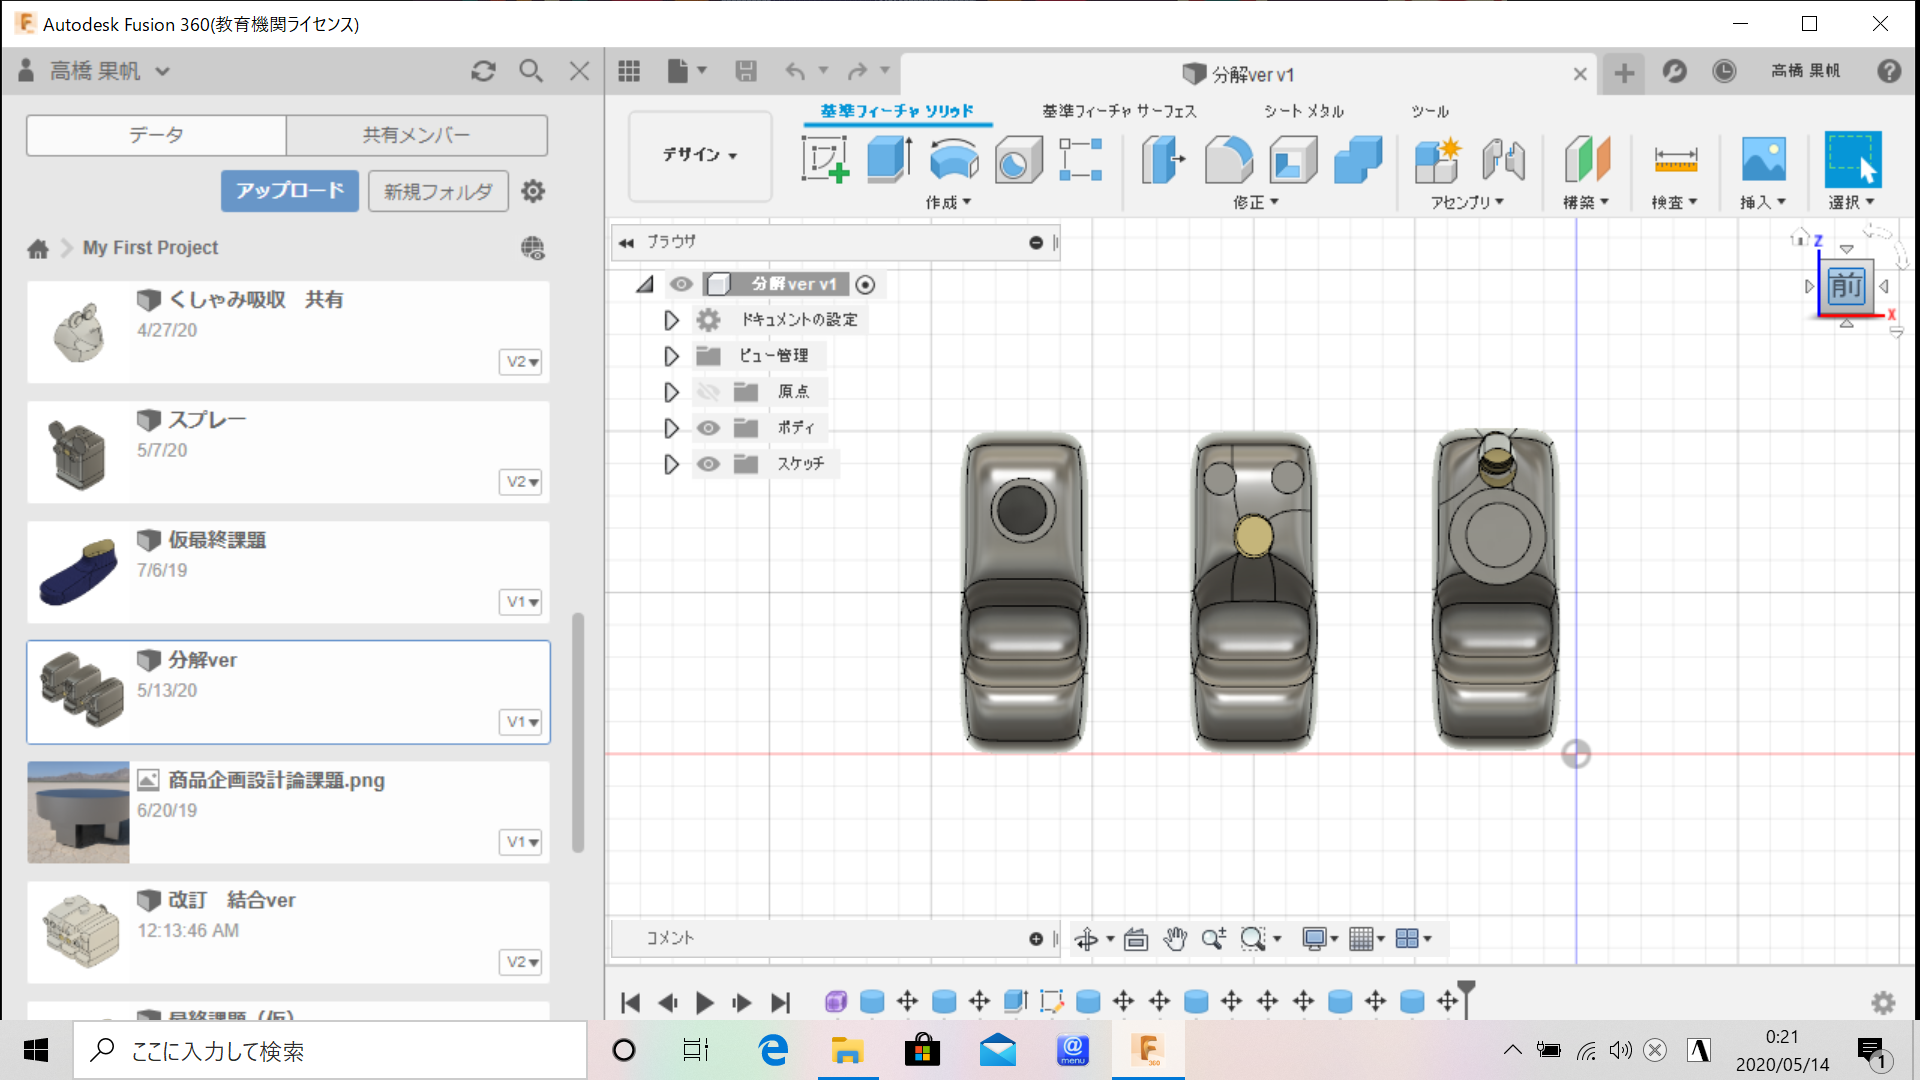 Autodesk Fusion 360(教育機関ライセンス)
高橋 果帆
分解ver v1
高橋 果帆
データ
共有メンバー
アップロード
新規フォルダ
My First Project
くしゃみ吸収　共有
4/27/20
V2
スプレー
5/7/20
V2
仮最終課題
7/6/19
V1
分解ver
5/13/20
V1
商品企画設計論課題.png
6/20/19
V1
改訂　結合ver
12:13:46 AM
V2
最終課題（仮）
デザイン
基準フィーチャ ソリッド
基準フィーチャ サーフェス
シート メタル
ツール
作成
修正
アセンブリ
構築
検査
挿入
選択
ブラウザ
分解ver v1
ドキュメントの設定
ビュー管理
原点
ボディ
スケッチ
Z
前
X
コメント
ここに入力して検索
@
menu
F
360
A
0:21
2020/05/14
1